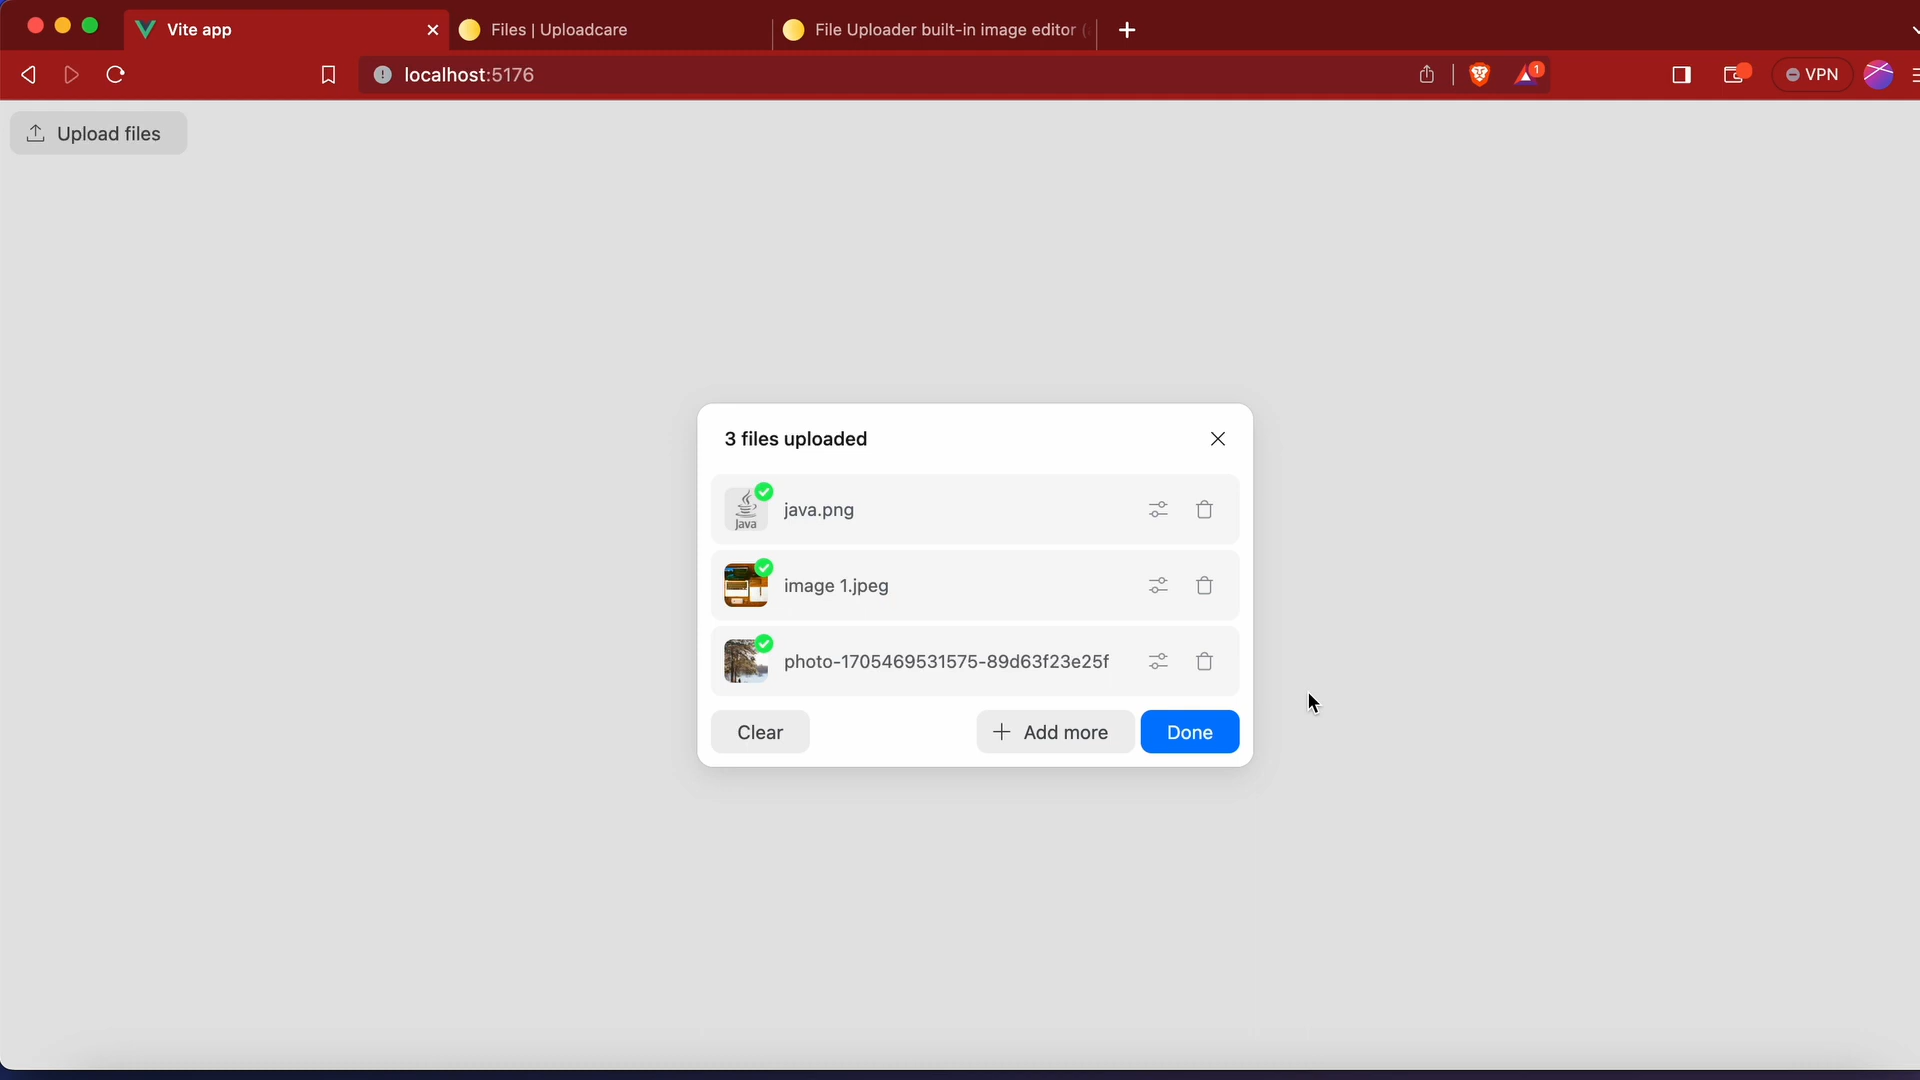 Vite app
Files | Uploadcare
File Uploader built-in image editor (
localhost:5176
1
VPN
Upload files
3 files uploaded
Java
java.png
image 1.jpeg
photo-1705469531575-89d63f23e25f
Clear
Add more
Done